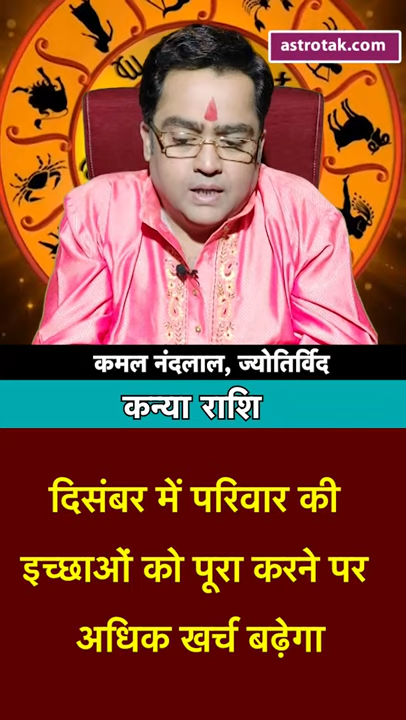 astrotak.com
कमल नंदलाल, ज्योतिर्विद
कन्या राशि
दिसंबर में परिवार की
इच्छाओं को पूरा करने पर
अधिक खर्च बढ़ेगा